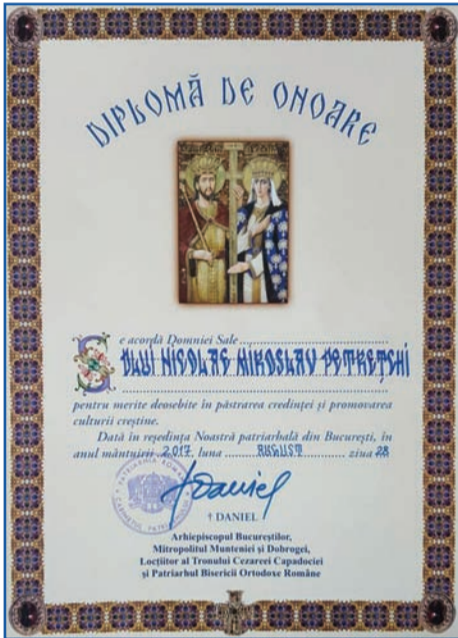 DIPLOMĂ DE ONOARE
Se acordă Domniei Sale
DLUI NICOLAE MIROSLAV PETREȚCHI
pentru merite deosebite în păstrarea credinței și promovarea
culturii creștine.
Dată în reședința Noastră patriarhală din București, în
anul mântuirii 2017, luna AUGUST ziua 28
Daniel
† DANIEL
Arhiepiscopul Bucureștilor,
Mitropolitul Munteniei și Dobrogei,
Locțiitor al Tronului Cezareei Capadociei
și Patriarhul Bisericii Ortodoxe Române